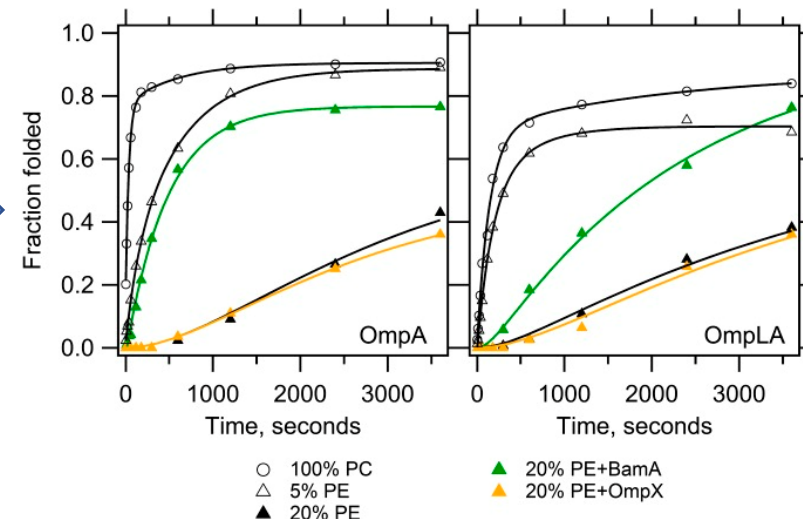 Fraction folded
1.0
0.8
0.6
0.4
0.2
0.0
OmpA
OmpLA
0 1000 2000 3000
0 1000 2000 3000
Time, seconds
Time, seconds
100% PC
5% PE
20% PE
20% PE+BamA
20% PE+OmpX